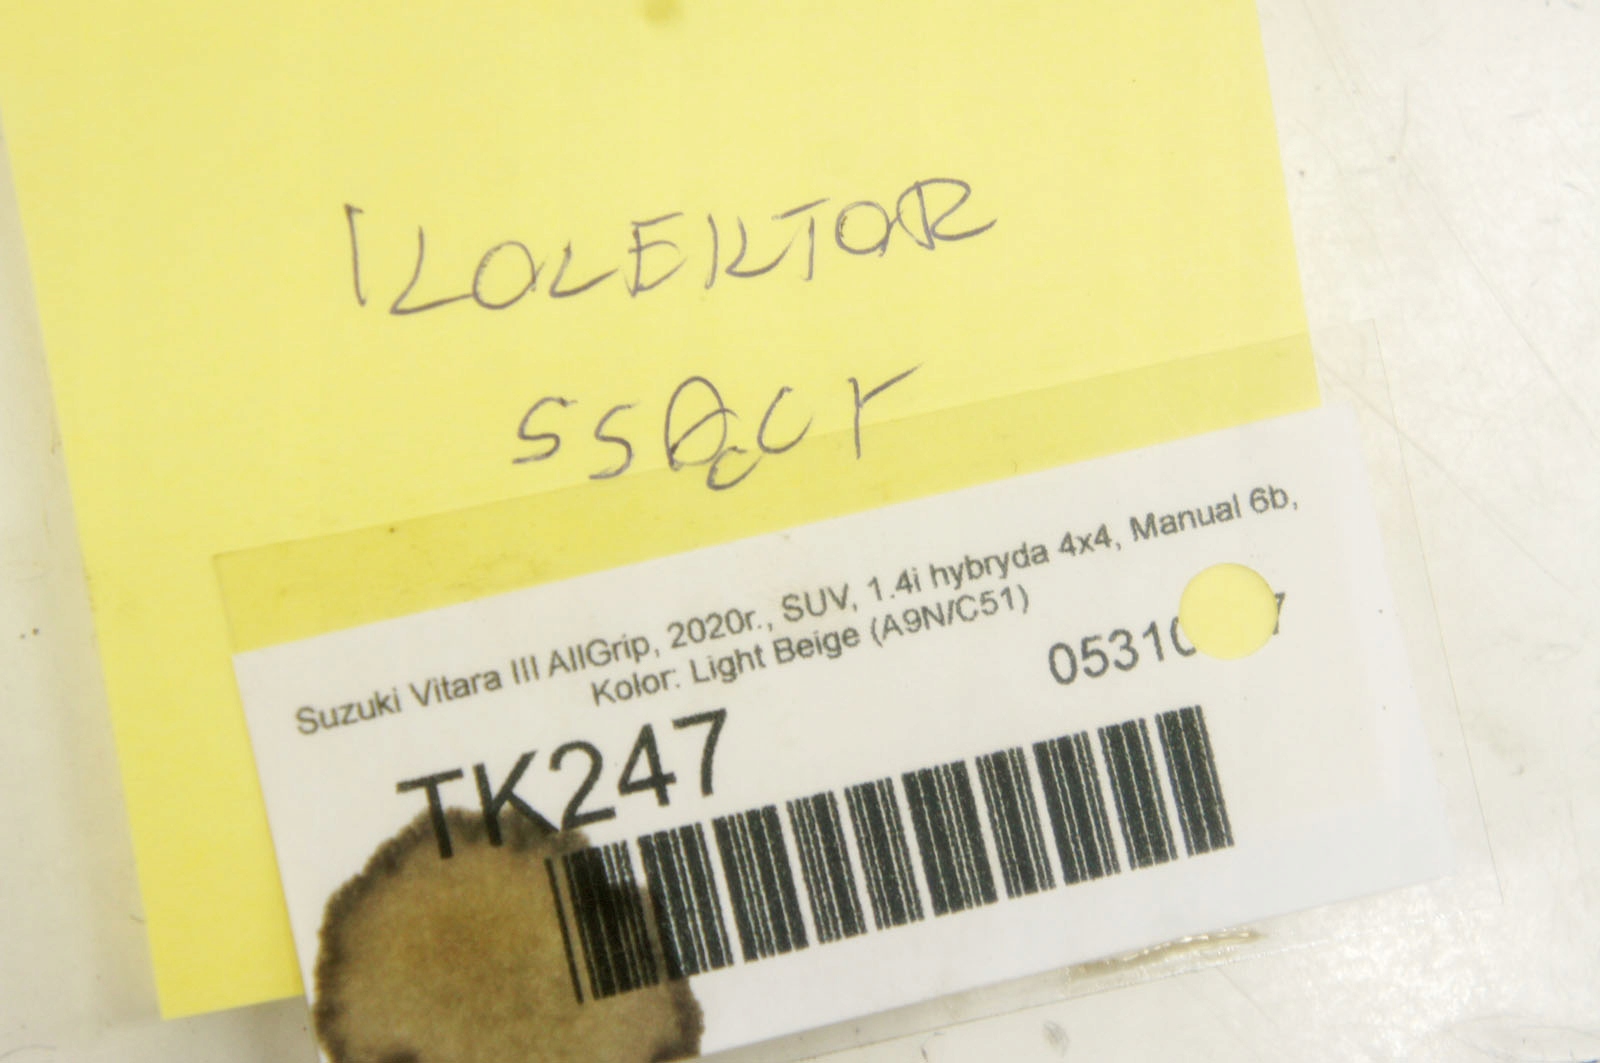 KOLEKTOR
SSĄCY
Suzuki Vitara III AllGrip, 2020r., SUV, 1.4i hybryda 4x4, Manual 6b,
Kolor: Light Beige (A9N/C51)
TK247